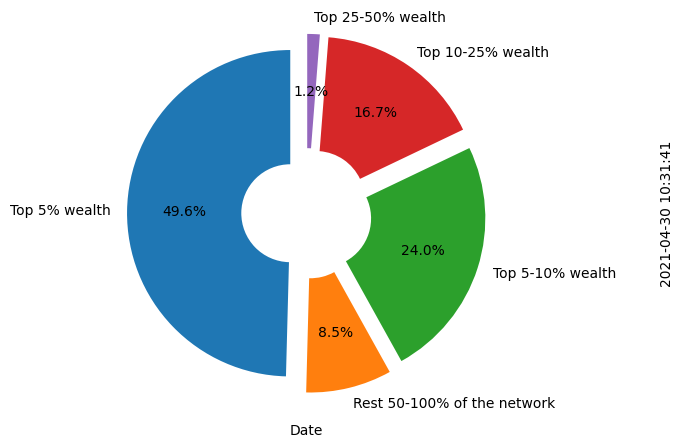 Top 25-50% wealth
Top 10-25% wealth
1.2%
16.7%
Top 5% wealth
49.6%
24.0%
Top 5-10% wealth
8.5%
Rest 50-100% of the network
Date
2021-04-30 10:31:41